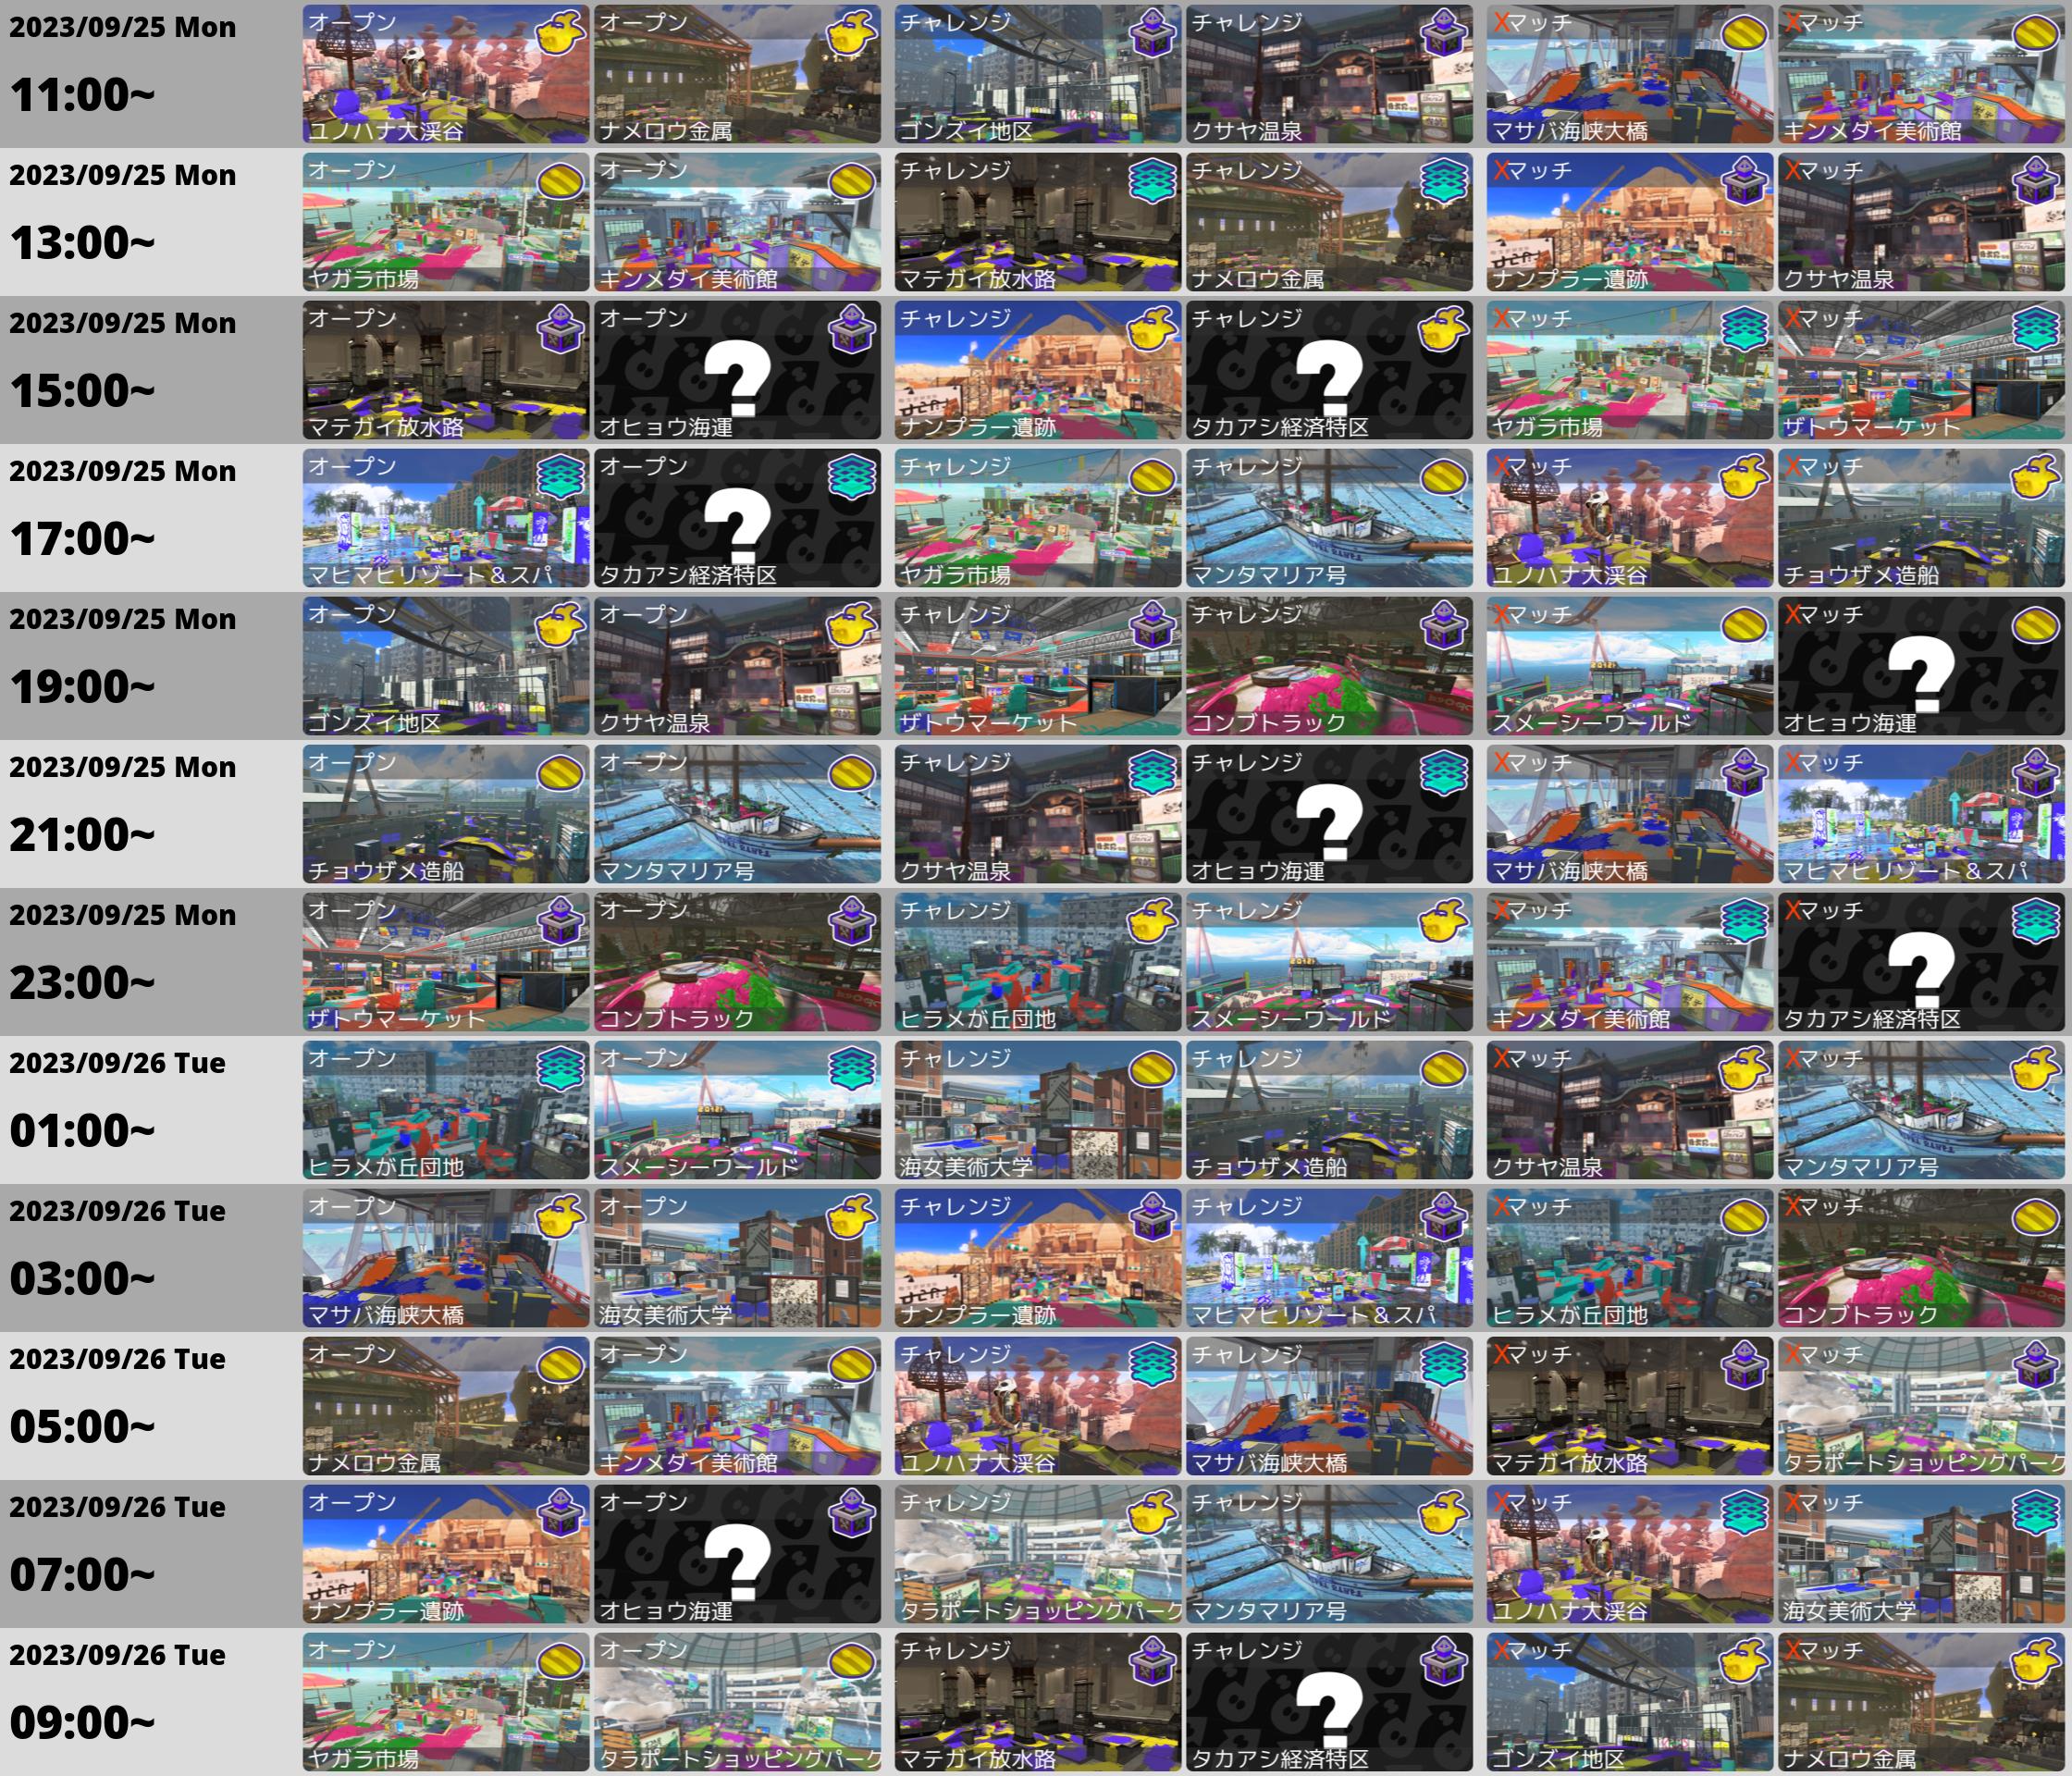 2023/09/25 Mon
11:00~
オープン オープン チャレンジ チャレンジ Xマッチ Xマッチ
ユノハナ大渓谷 ナメロウ金属 ゴンズイ地区 クサヤ温泉 マサバ海峡大橋 キンメダイ美術館
2023/09/25 Mon
13:00~
オープン オープン チャレンジ チャレンジ Xマッチ Xマッチ
ヤガラ市場 キンメダイ美術館 マテガイ放水路 ナメロウ金属 ナンプラー遺跡 クサヤ温泉
2023/09/25 Mon
15:00~
オープン オープン チャレンジ チャレンジ Xマッチ Xマッチ
? ?
マテガイ放水路 オヒョウ海運 ナンプラー遺跡 タカアシ経済特区 ヤガラ市場 ザトウマーケット
2023/09/25 Mon
17:00~
オープン オープン チャレンジ チャレンジ Xマッチ Xマッチ
?
マヒマヒリゾート&スパ タカアシ経済特区 ヤガラ市場 マンタマリア号 ユノハナ大渓谷 チョウザメ造船
2023/09/25 Mon
19:00~
オープン オープン チャレンジ チャレンジ Xマッチ Xマッチ
?
ゴンズイ地区 クサヤ温泉 ザトウマーケット コンブトラック スメーシーワールド オヒョウ海運
2023/09/25 Mon
21:00~
オープン オープン チャレンジ チャレンジ Xマッチ Xマッチ
?
チョウザメ造船 マンタマリア号 クサヤ温泉 オヒョウ海運 マサバ海峡大橋 マヒマヒリゾート&スパ
2023/09/25 Mon
23:00~
オープン オープン チャレンジ チャレンジ Xマッチ Xマッチ
?
ザトウマーケット コンブトラック ヒラメが丘団地 スメーシーワールド キンメダイ美術館 タカアシ経済特区
2023/09/26 Tue
01:00~
オープン オープン チャレンジ チャレンジ Xマッチ Xマッチ
ヒラメが丘団地 スメーシーワールド 海女美術大学 チョウザメ造船 クサヤ温泉 マンタマリア号
2023/09/26 Tue
03:00~
オープン オープン チャレンジ チャレンジ Xマッチ Xマッチ
マサバ海峡大橋 海女美術大学 ナンプラー遺跡 マヒマヒリゾート&スパ ヒラメが丘団地 コンブトラック
2023/09/26 Tue
05:00~
オープン オープン チャレンジ チャレンジ Xマッチ Xマッチ
ナメロウ金属 キンメダイ美術館 ユノハナ大渓谷 マサバ海峡大橋 マテガイ放水路 タラポートショッピングパーク
2023/09/26 Tue
07:00~
オープン オープン チャレンジ チャレンジ Xマッチ Xマッチ
?
ナンプラー遺跡 オヒョウ海運 タラポートショッピングパーク マンタマリア号 ユノハナ大渓谷 海女美術大学
2023/09/26 Tue
09:00~
オープン オープン チャレンジ チャレンジ Xマッチ Xマッチ
?
ヤガラ市場 タラポートショッピングパーク マテガイ放水路 タカアシ経済特区 ゴンズイ地区 ナメロウ金属